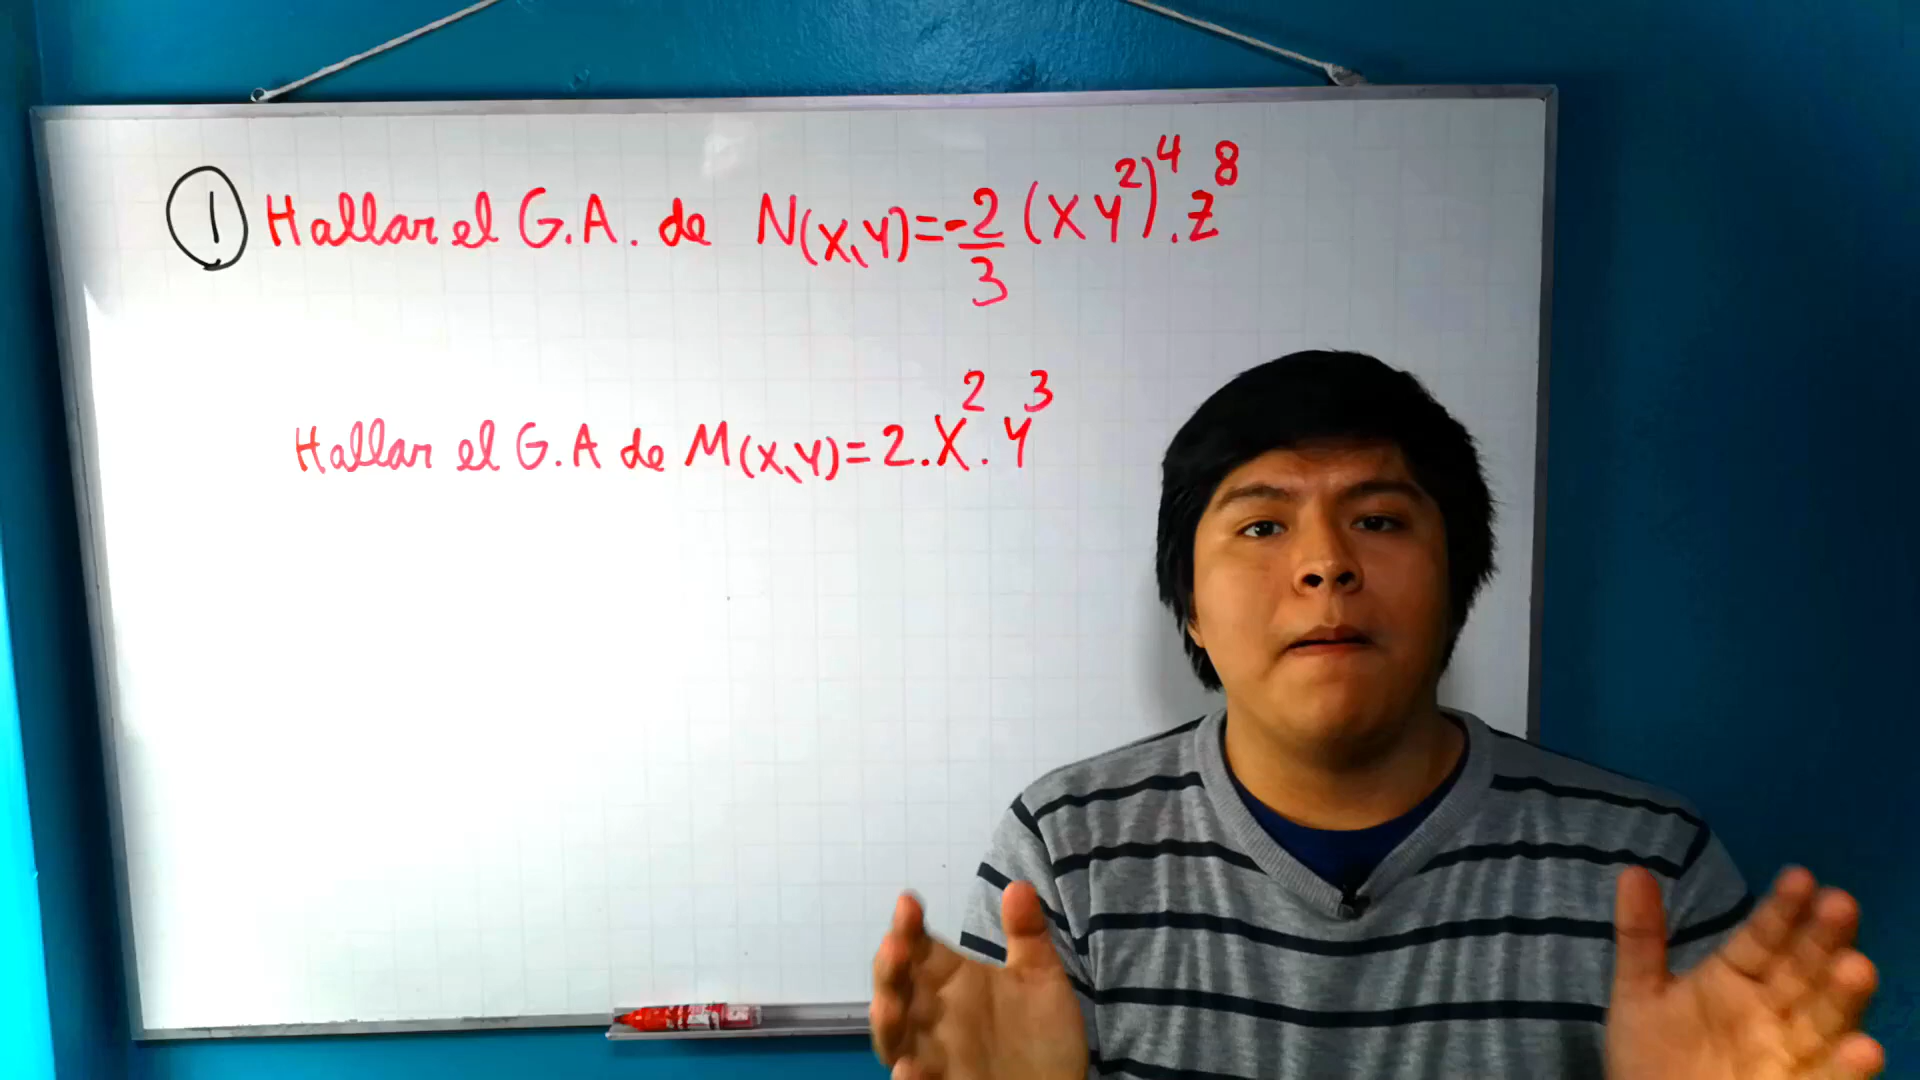 1 Hallar el G.A. de N(x,y)=-2/3 (xy²)⁴.z⁸
Hallar el G.A de M(x,y)=2.x².y³